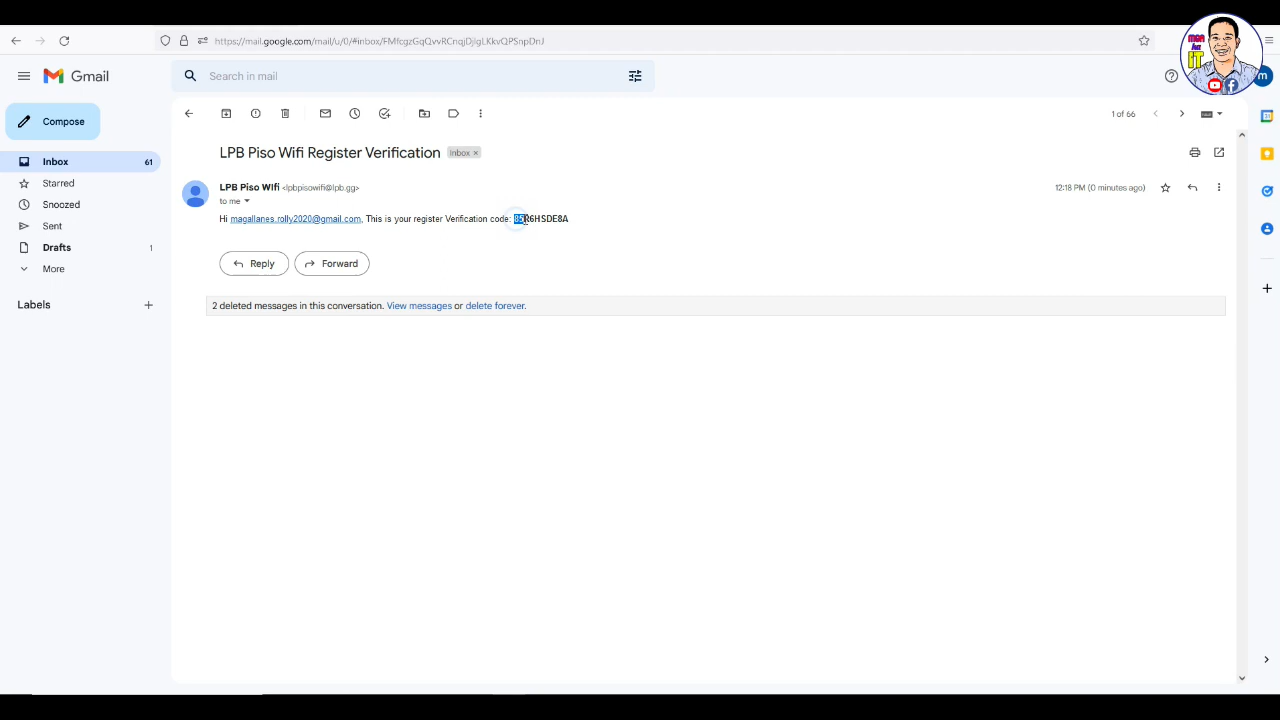 https://mail.google.com/mail/u/0/#inbox/FMfcgzGqQvvRCnqjDjlgLKkvQPSnpDnJ
MGA
IT
Gmail
Search in mail
m
Compose
1 of 66
Inbox 61
LPB Piso Wifi Register Verification Inbox ×
Starred
LPB Piso WIfi <lpbpisowifi@lpb.gg> 12:18 PM (0 minutes ago)
to me
Snoozed
Hi magallanes.rolly2020@gmail.com, This is your register Verification code: 85R6HSDE8A
Sent
Drafts 1
Reply Forward
More
Labels
2 deleted messages in this conversation. View messages or delete forever.